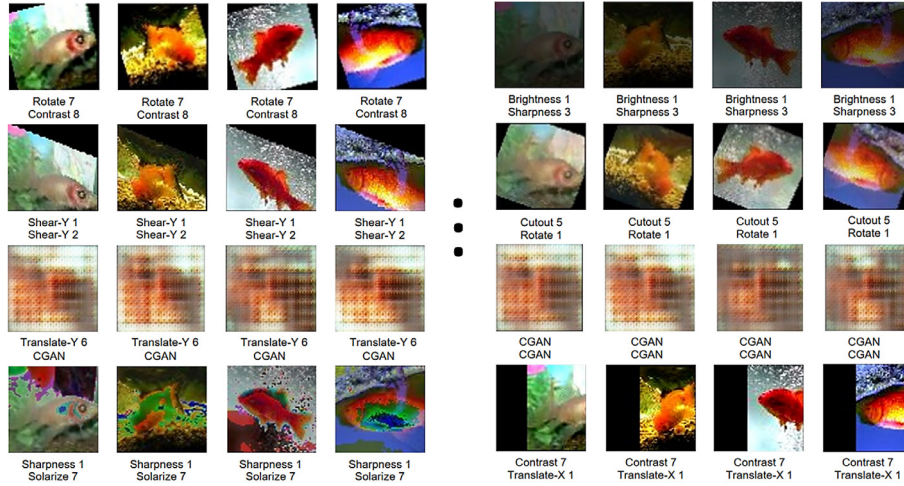 Rotate 7
Contrast 8
Rotate 7
Contrast 8
Rotate 7
Contrast 8
Rotate 7
Contrast 8
Brightness 1
Sharpness 3
Brightness 1
Sharpness 3
Brightness 1
Sharpness 3
Brightness 1
Sharpness 3
Shear-Y 1
Shear-Y 2
Shear-Y 1
Shear-Y 2
Shear-Y 1
Shear-Y 2
Shear-Y 1
Shear-Y 2
Cutout 5
Rotate 1
Cutout 5
Rotate 1
Cutout 5
Rotate 1
Cutout 5
Rotate 1
Translate-Y 6
CGAN
Translate-Y 6
CGAN
Translate-Y 6
CGAN
Translate-Y 6
CGAN
CGAN
CGAN
CGAN
CGAN
CGAN
CGAN
CGAN
CGAN
Sharpness 1
Solarize 7
Sharpness 1
Solarize 7
Sharpness 1
Solarize 7
Sharpness 1
Solarize 7
Contrast 7
Translate-X 1
Contrast 7
Translate-X 1
Contrast 7
Translate-X 1
Contrast 7
Translate-X 1